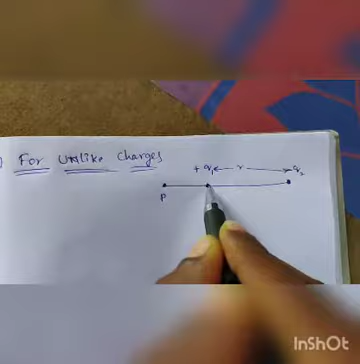 For Unlike Charges
+ q₁ ← r → q₂
P
InShOt